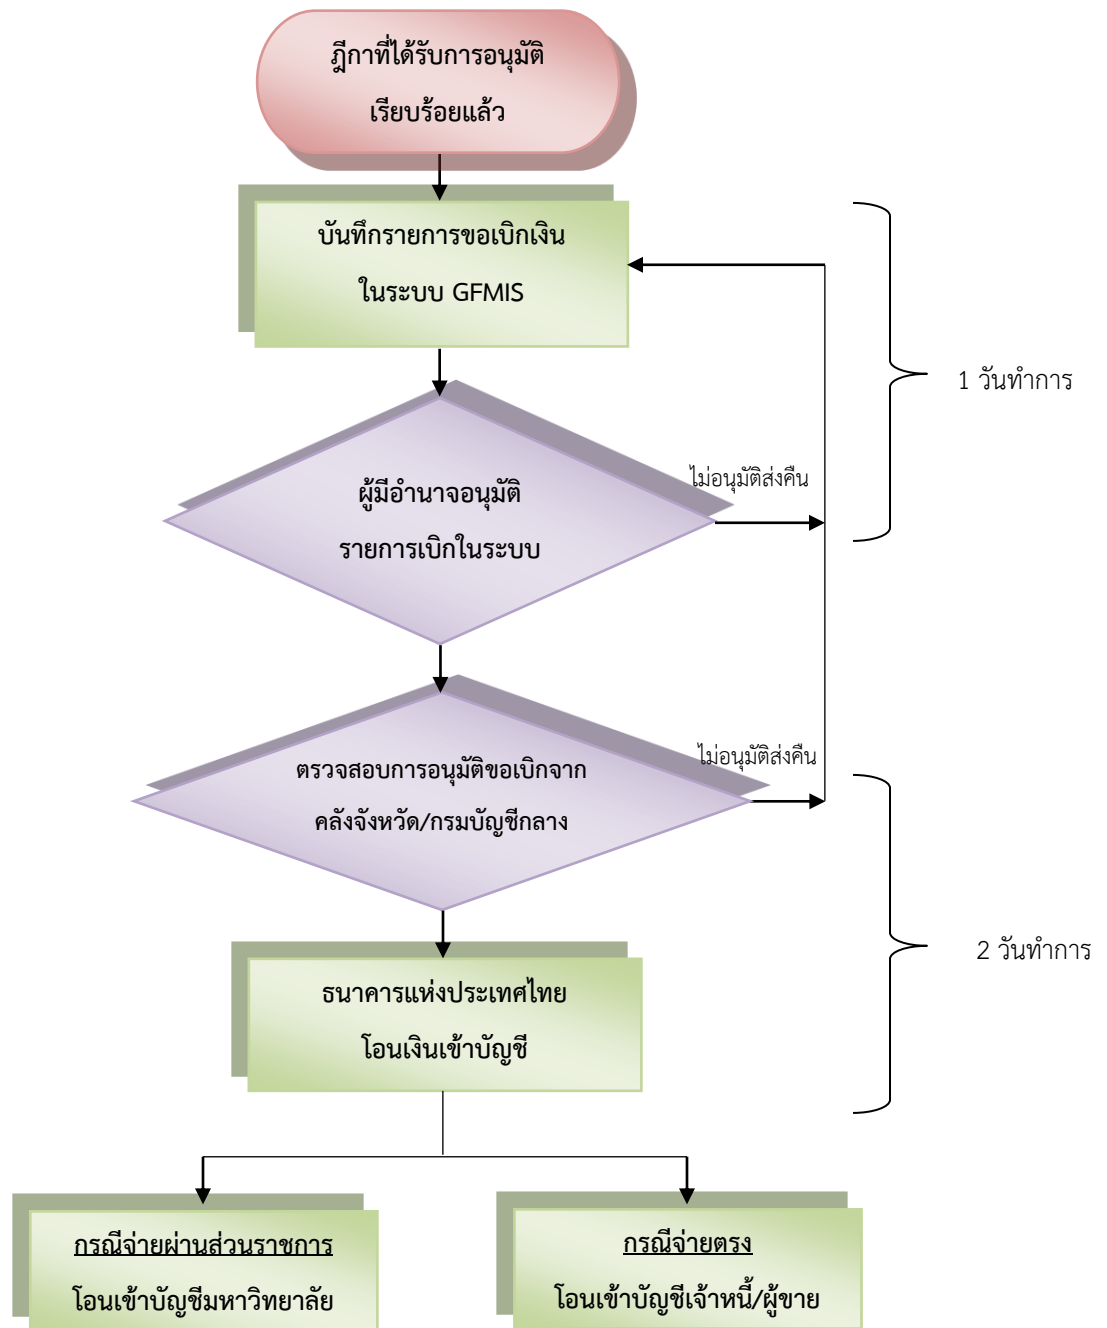 ฎีกาที่ได้รับการอนุมัติ
เรียบร้อยแล้ว
บันทึกรายการขอเบิกเงิน
ในระบบ GFMIS
1 วันทำการ
ผู้มีอำนาจอนุมัติ
รายการเบิกในระบบ
ไม่อนุมัติส่งคืน
ตรวจสอบการอนุมัติขอเบิกจาก
คลังจังหวัด/กรมบัญชีกลาง
ไม่อนุมัติส่งคืน
2 วันทำการ
ธนาคารแห่งประเทศไทย
โอนเงินเข้าบัญชี
กรณีจ่ายผ่านส่วนราชการ
โอนเข้าบัญชีมหาวิทยาลัย
กรณีจ่ายตรง
โอนเข้าบัญชีเจ้าหนี้/ผู้ขาย